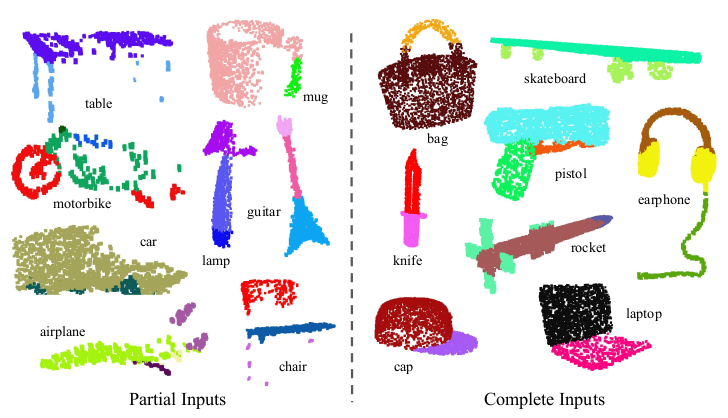 table
mug
motorbike
guitar
car
lamp
airplane
chair
Partial Inputs
skateboard
bag
pistol
earphone
knife
rocket
laptop
cap
Complete Inputs